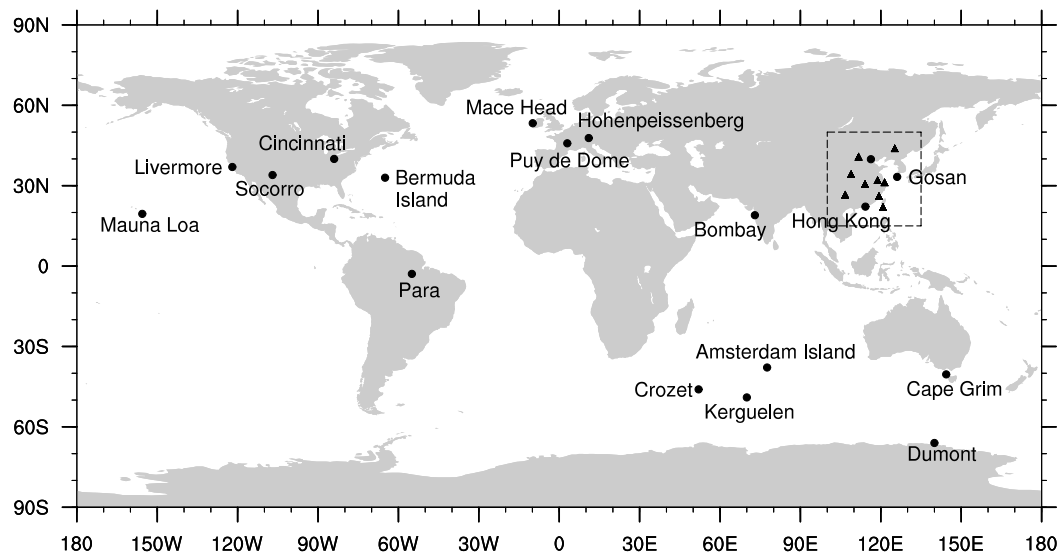 90N
60N
30N
0
30S
60S
90S
180
150W
120W
90W
60W
30W
0
30E
60E
90E
120E
150E
180
Mace Head
Hohenpeissenberg
Cincinnati
Puy de Dome
Livermore
Socorro
Bermuda
Island
Gosan
Mauna Loa
Bombay
Hong Kong
Para
Amsterdam Island
Crozet
Kerguelen
Cape Grim
Dumont